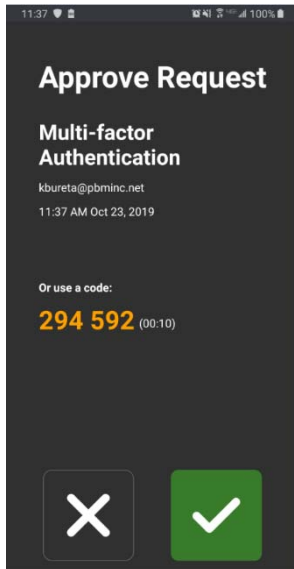 11:37 100%
Approve Request
Multi-factor
Authentication
kbureta@pbminc.net
11:37 AM Oct 23, 2019
Or use a code:
294 592 (00:10)